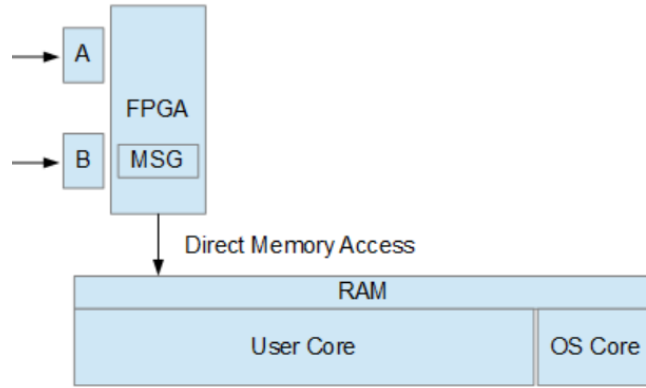 A
FPGA
B
MSG
Direct Memory Access
RAM
User Core
OS Core